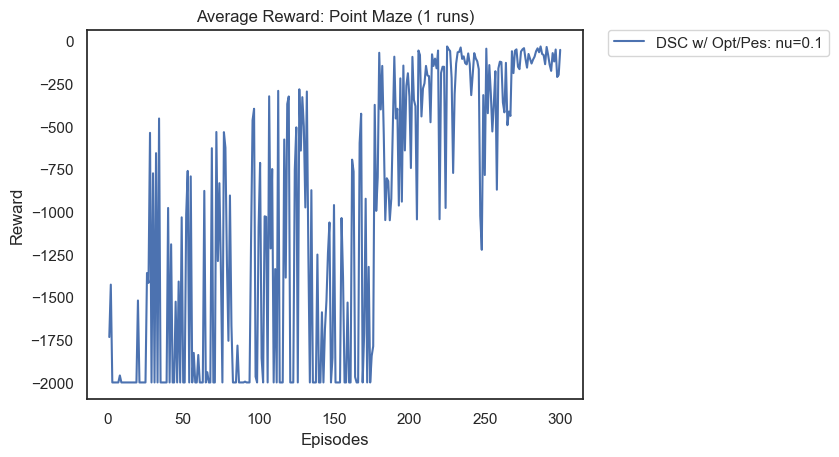 Average Reward: Point Maze (1 runs)
DSC w/ Opt/Pes: nu=0.1
Reward
0
−250
−500
−750
−1000
−1250
−1500
−1750
−2000
0 50 100 150 200 250 300
Episodes